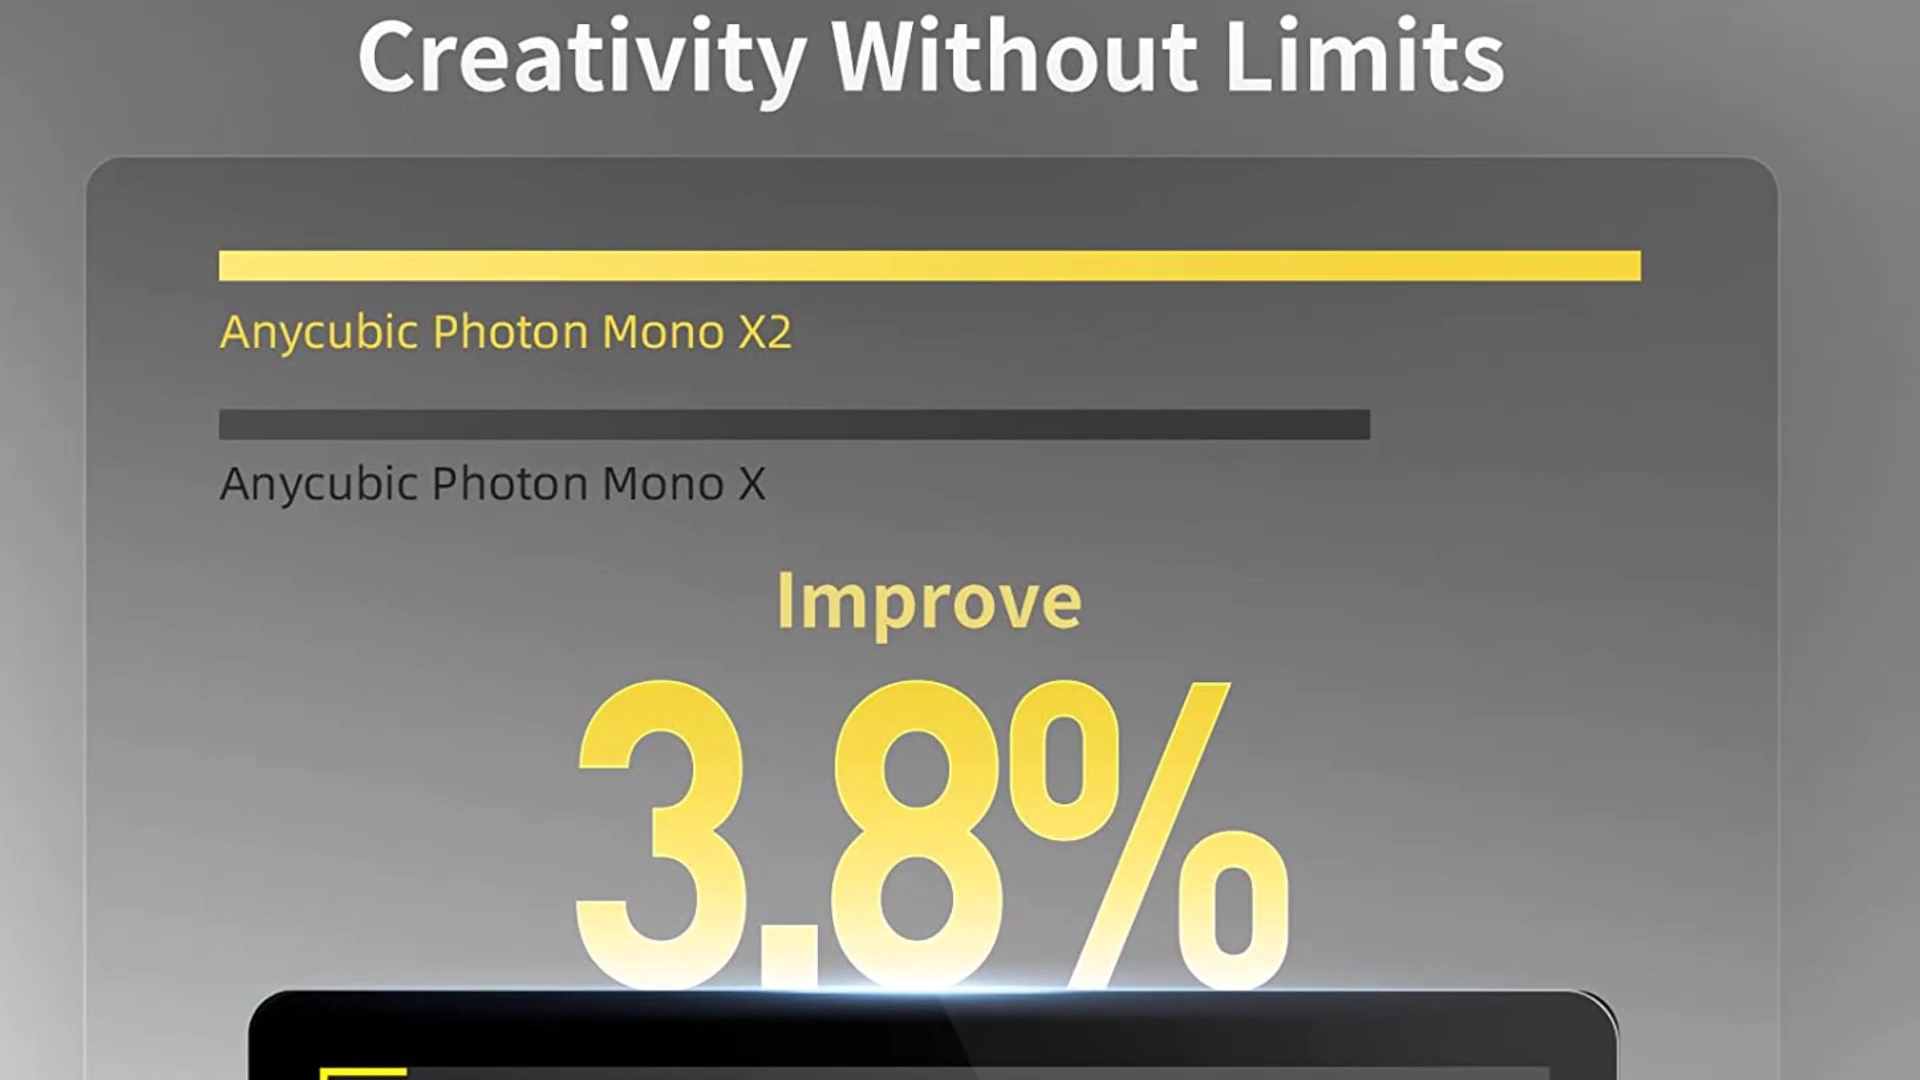 Creativity Without Limits
Anycubic Photon Mono X2
Anycubic Photon Mono X
Improve
3.8%